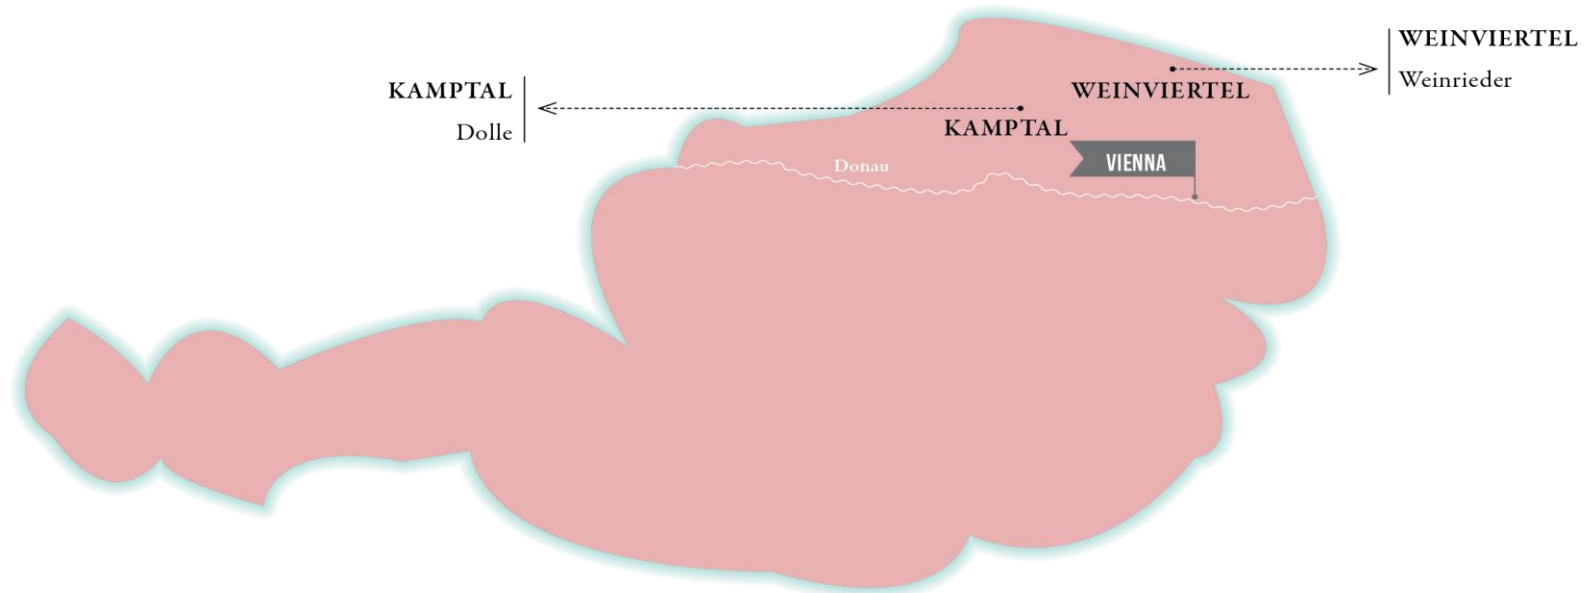 WEINVIERTEL
Weinrieder
KAMPTAL
Dolle
WEINVIERTEL
KAMPTAL
Donau
VIENNA